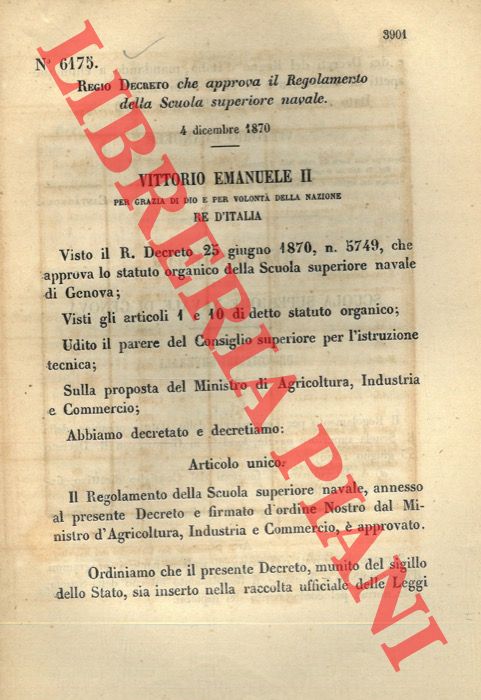 3901
N° 6175.
REGIO DECRETO che approva il Regolamento
della Scuola superiore navale.
4 dicembre 1870
VITTORIO EMANUELE II
PER GRAZIA DI DIO E PER VOLONTÀ DELLA NAZIONE
RE D'ITALIA
Visto il R. Decreto 25 giugno 1870, n. 5749, che
approva lo statuto organico della Scuola superiore navale
di Genova;
Visti gli articoli 1 e 10 di detto statuto organico;
Udito il parere del Consiglio superiore per l'istruzione
tecnica;
Sulla proposta del Ministro di Agricoltura, Industria
e Commercio;
Abbiamo decretato e decretiamo:
Articolo unico.
Il Regolamento della Scuola superiore navale, annesso
al presente Decreto e firmato d'ordine Nostro dal Mi-
nistro d'Agricoltura, Industria e Commercio, è approvato.
Ordiniamo che il presente Decreto, munito del sigillo
dello Stato, sia inserto nella raccolta ufficiale delle Leggi
LIBRERIA PIANI